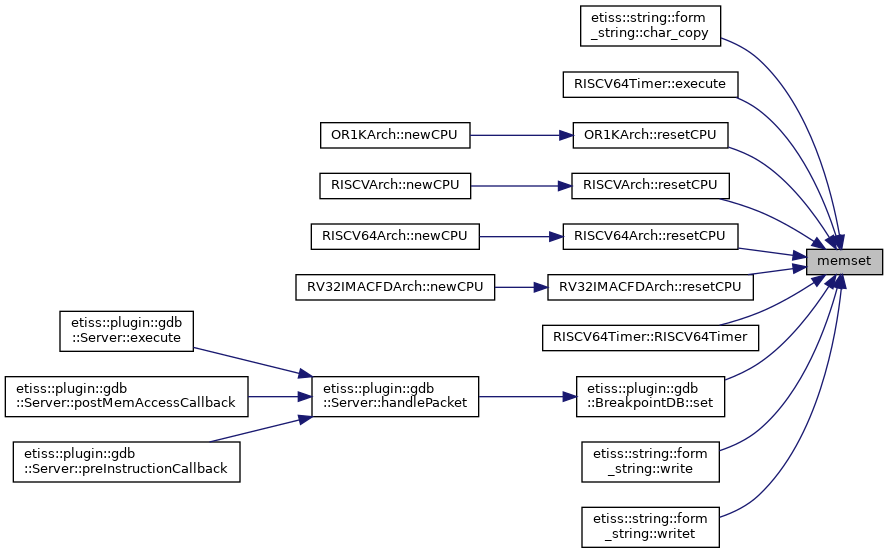 etiss::string::form
_string::char_copy
RISCV64Timer::execute
OR1KArch::newCPU
OR1KArch::resetCPU
RISCVArch::newCPU
RISCVArch::resetCPU
RISCV64Arch::newCPU
RISCV64Arch::resetCPU
memset
RV32IMACFDArch::newCPU
RV32IMACFDArch::resetCPU
etiss::plugin::gdb
::Server::execute
RISCV64Timer::RISCV64Timer
etiss::plugin::gdb
::Server::postMemAccessCallback
etiss::plugin::gdb
::Server::handlePacket
etiss::plugin::gdb
::BreakpointDB::set
etiss::plugin::gdb
::Server::preInstructionCallback
etiss::string::form
_string::write
etiss::string::form
_string::writet